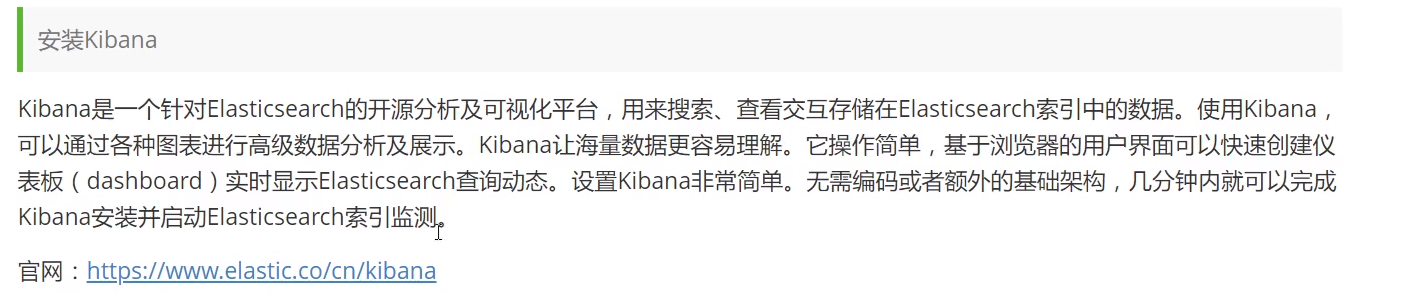 安装Kibana
Kibana是一个针对Elasticsearch的开源分析及可视化平台，用来搜索、查看交互存储在Elasticsearch索引中的数据。使用Kibana，
可以通过各种图表进行高级数据分析及展示。Kibana让海量数据更容易理解。它操作简单，基于浏览器的用户界面可以快速创建仪
表板（dashboard）实时显示Elasticsearch查询动态。设置Kibana非常简单。无需编码或者额外的基础架构，几分钟内就可以完成
Kibana安装并启动Elasticsearch索引监测。
官网：https://www.elastic.co/cn/kibana